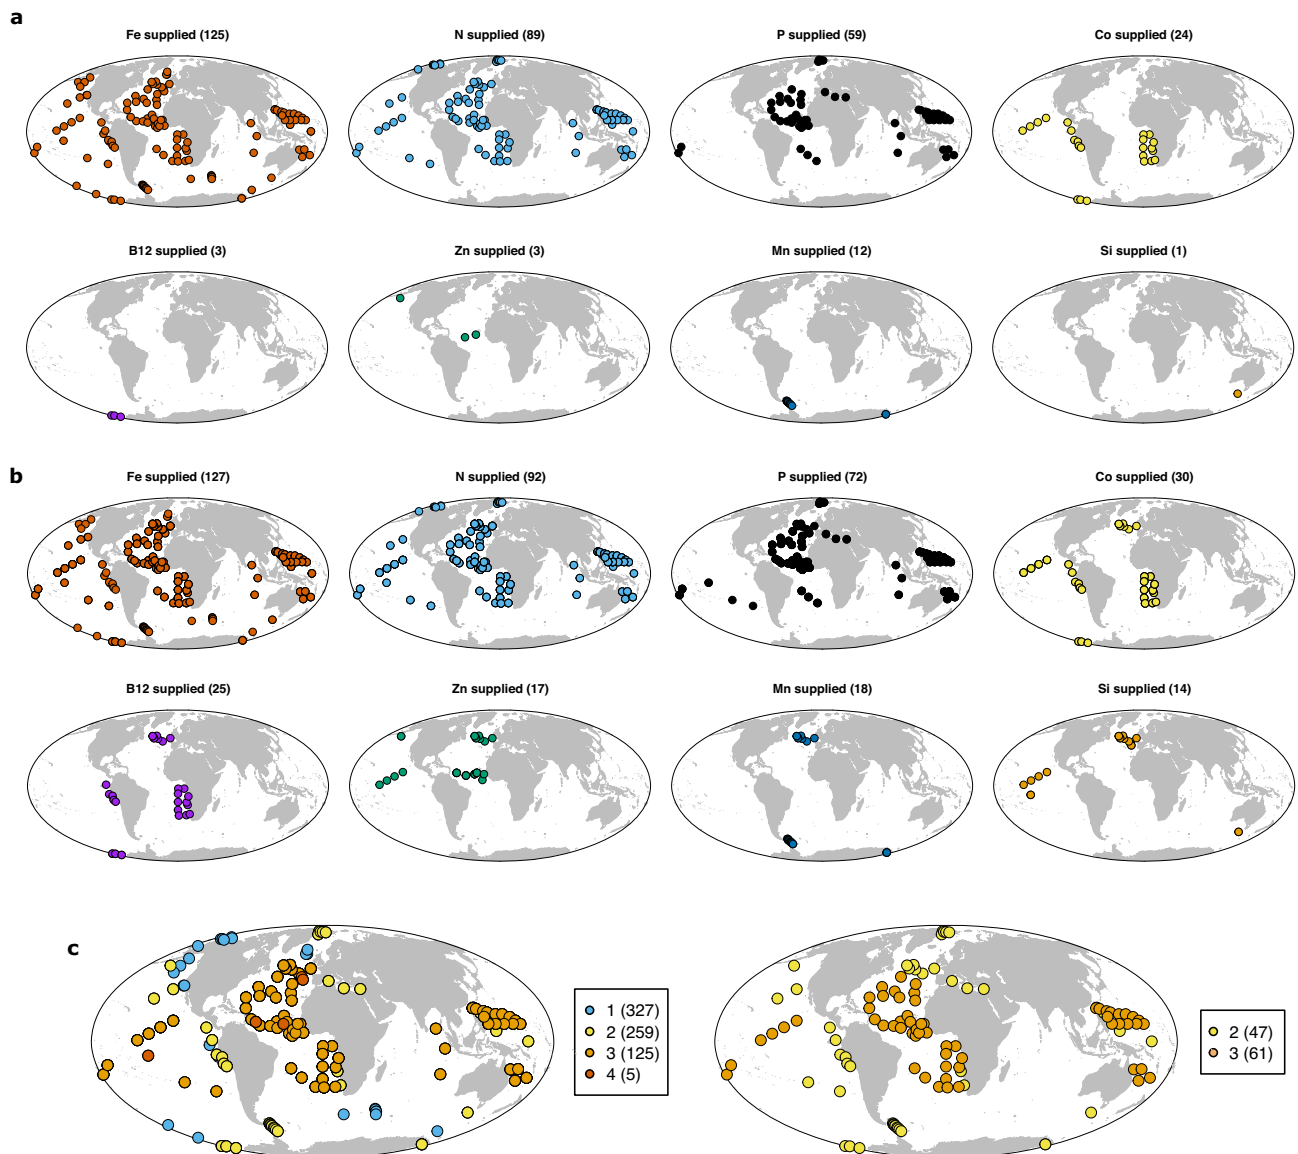 a
Fe supplied (125)
N supplied (89)
P supplied (59)
Co supplied (24)
B12 supplied (3)
Zn supplied (3)
Mn supplied (12)
Si supplied (1)
b
Fe supplied (127)
N supplied (92)
P supplied (72)
Co supplied (30)
B12 supplied (25)
Zn supplied (17)
Mn supplied (18)
Si supplied (14)
c
1 (327)
2 (259)
3 (125)
4 (5)
2 (47)
3 (61)